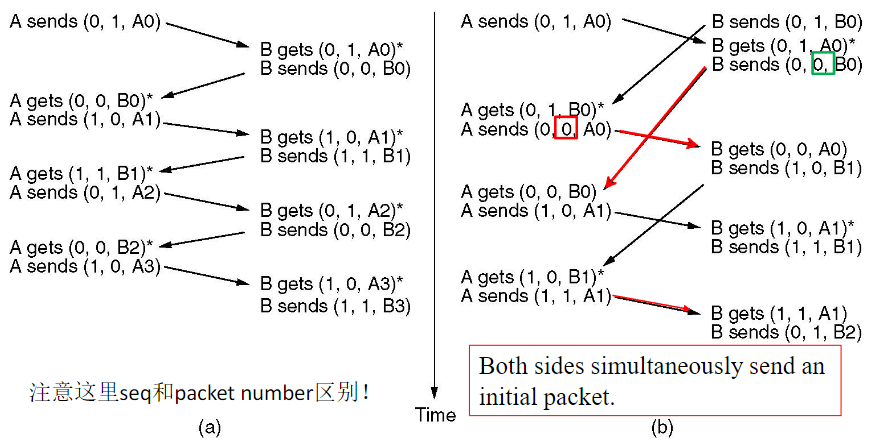 A sends (0, 1, A0)
B gets (0, 1, A0)*
B sends (0, 0, B0)
A gets (0, 0, B0)*
A sends (1, 0, A1)
B gets (1, 0, A1)*
B sends (1, 1, B1)
A gets (1, 1, B1)*
A sends (0, 1, A2)
B gets (0, 1, A2)*
B sends (0, 0, B2)
A gets (0, 0, B2)*
A sends (1, 0, A3)
B gets (1, 0, A3)*
B sends (1, 1, B3)
注意这里seq和packet number区别！
(a)
Time
A sends (0, 1, A0)
B sends (0, 1, B0)
B gets (0, 1, A0)*
B sends (0, 0, B0)
A gets (0, 1, B0)*
A sends (0, 0, A0)
B gets (0, 0, A0)
B sends (1, 0, B1)
A gets (0, 0, B0)
A sends (1, 0, A1)
B gets (1, 0, A1)*
B sends (1, 1, B1)
A gets (1, 0, B1)*
A sends (1, 1, A1)
B gets (1, 1, A1)
B sends (0, 1, B2)
Both sides simultaneously send an
initial packet.
(b)